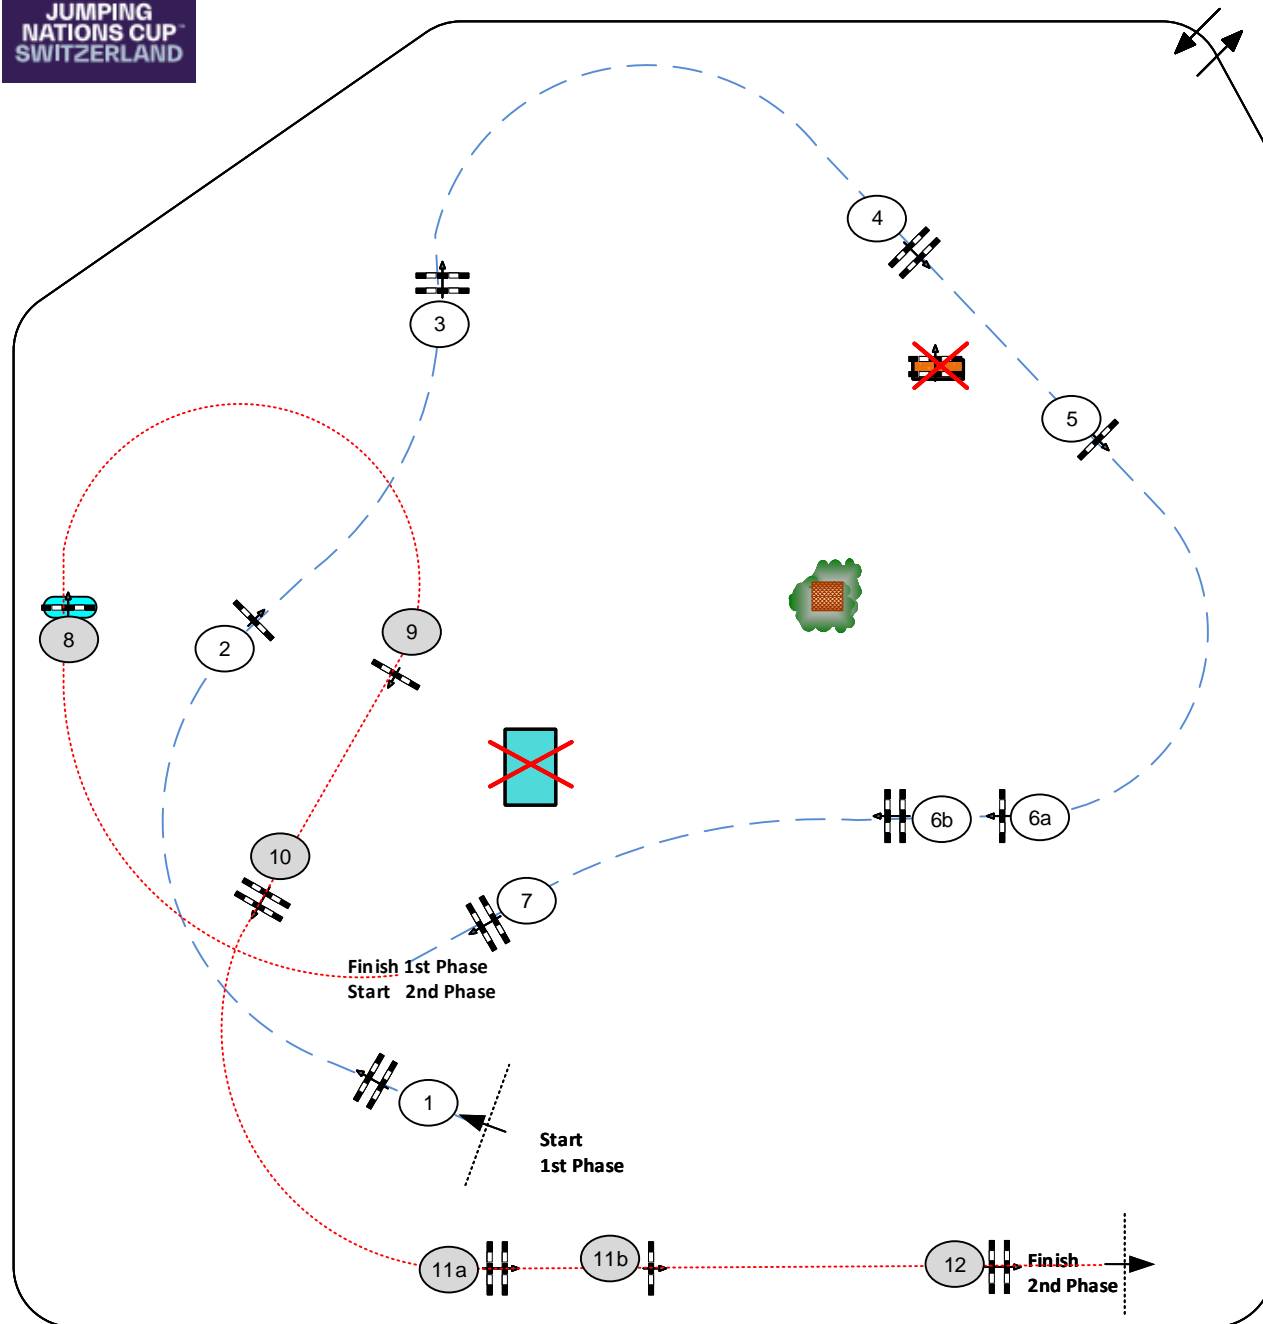 JUMPING
NATIONS CUP™
SWITZERLAND
4
3
5
8
2
9
6b
6a
10
7
Finish 1st Phase
Start 2nd Phase
1
Start
1st Phase
11a
11b
12
Finish
2nd Phase